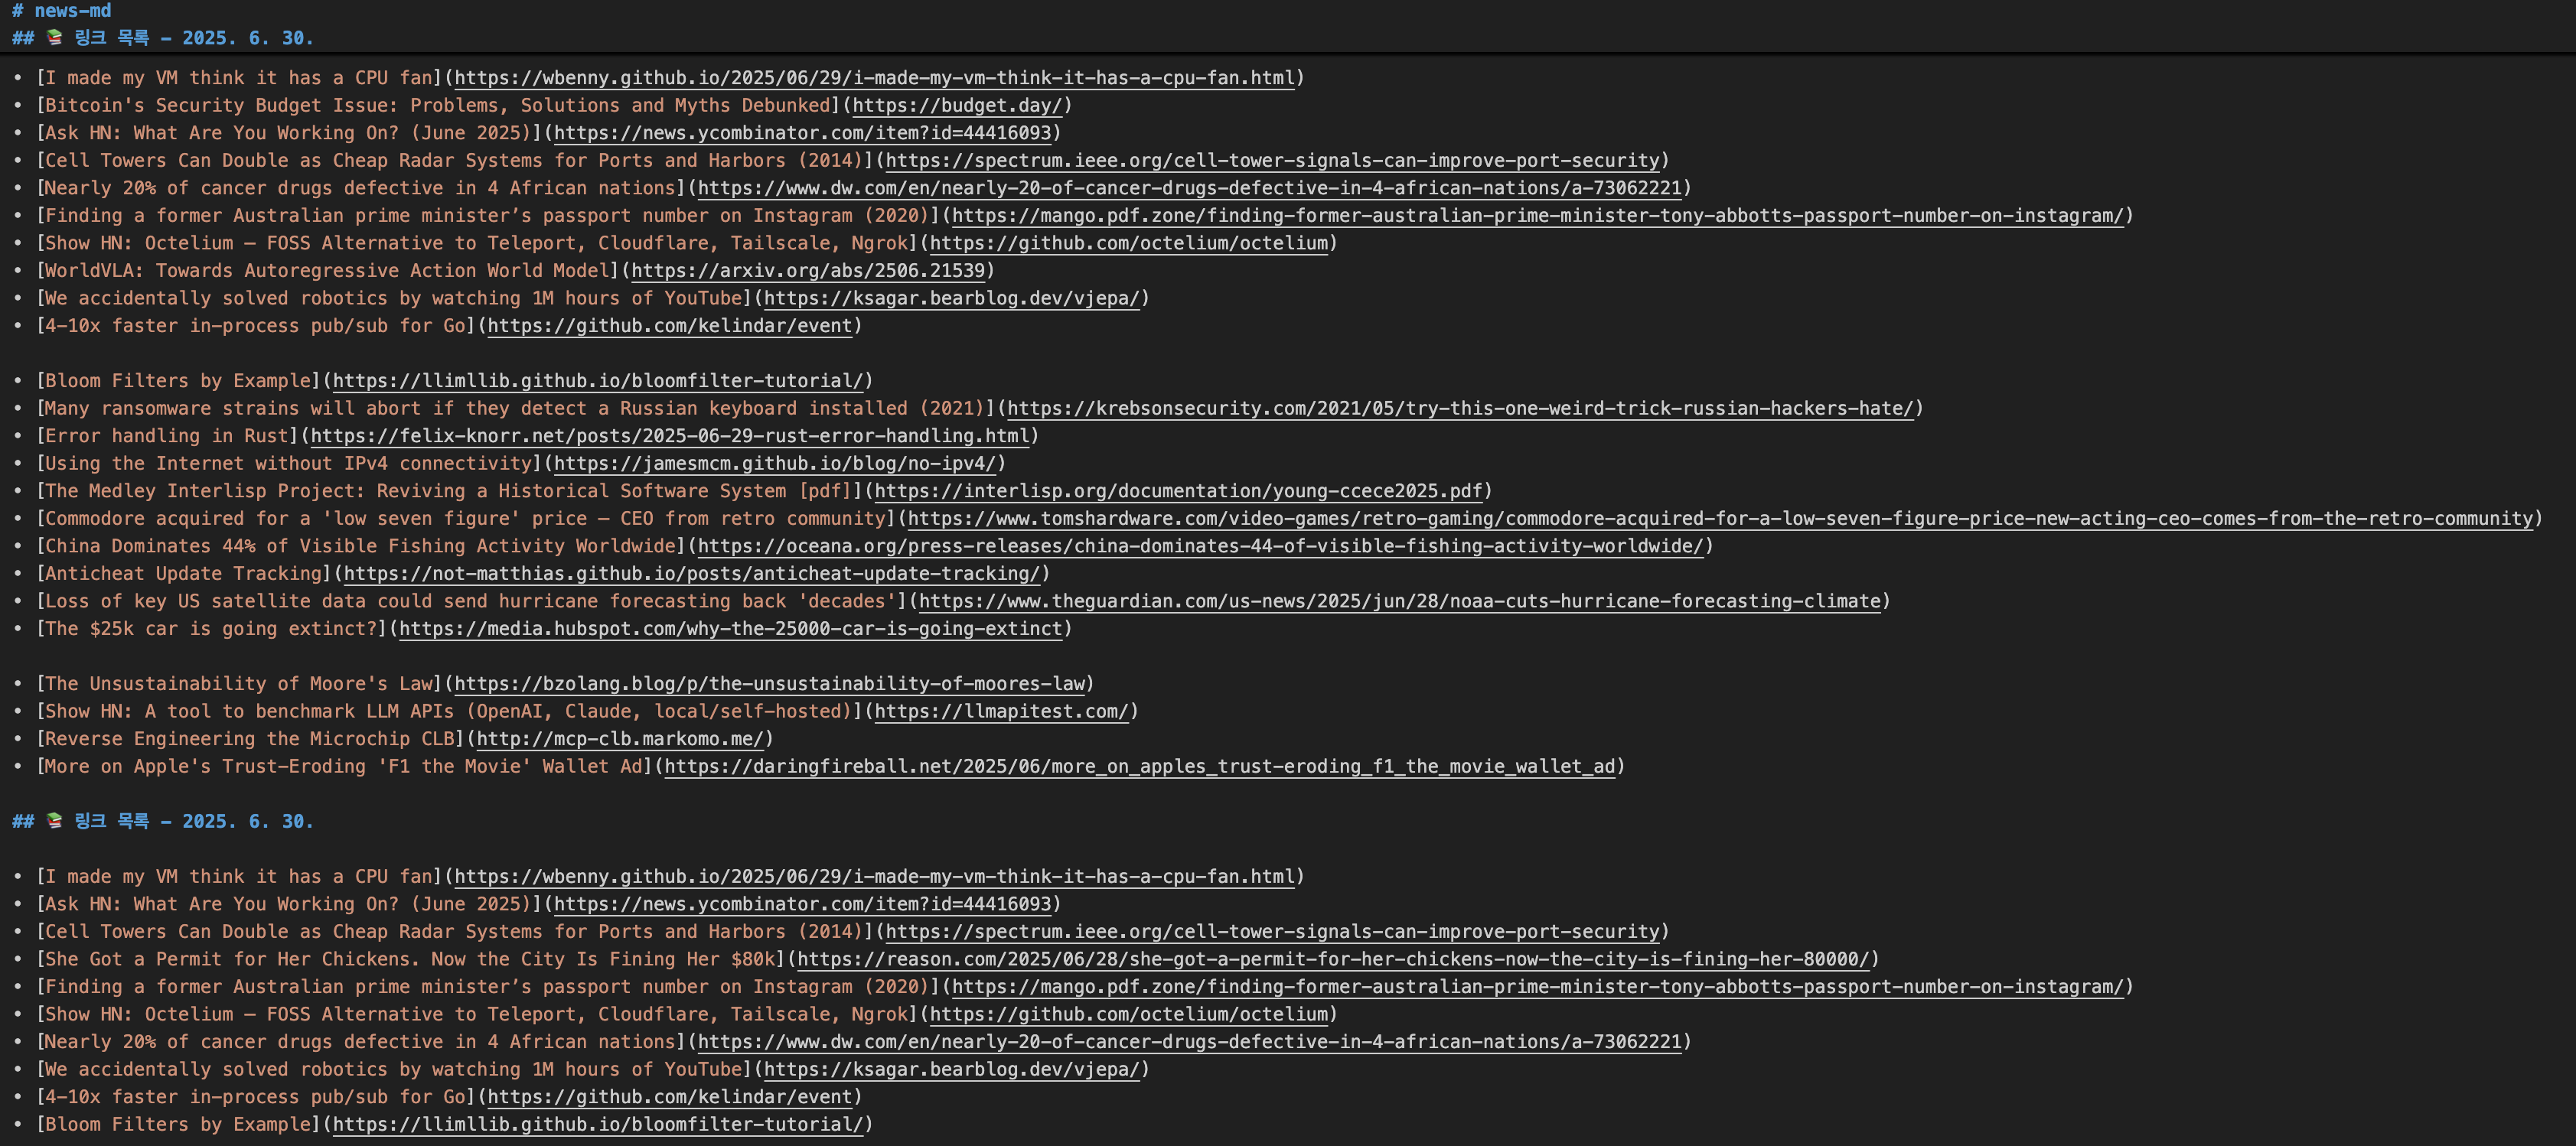 # news-md
## 📚 링크 목록 - 2025. 6. 30.
• [I made my VM think it has a CPU fan](https://wbenny.github.io/2025/06/29/i-made-my-vm-think-it-has-a-cpu-fan.html)
• [Bitcoin's Security Budget Issue: Problems, Solutions and Myths Debunked](https://budget.day/)
• [Ask HN: What Are You Working On? (June 2025)](https://news.ycombinator.com/item?id=44416093)
• [Cell Towers Can Double as Cheap Radar Systems for Ports and Harbors (2014)](https://spectrum.ieee.org/cell-tower-signals-can-improve-port-security)
• [Nearly 20% of cancer drugs defective in 4 African nations](https://www.dw.com/en/nearly-20-of-cancer-drugs-defective-in-4-african-nations/a-73062221)
• [Finding a former Australian prime minister’s passport number on Instagram (2020)](https://mango.pdf.zone/finding-former-australian-prime-minister-tony-abbotts-passport-number-on-instagram/)
• [Show HN: Octelium – FOSS Alternative to Teleport, Cloudflare, Tailscale, Ngrok](https://github.com/octelium/octelium)
• [WorldVLA: Towards Autoregressive Action World Model](https://arxiv.org/abs/2506.21539)
• [We accidentally solved robotics by watching 1M hours of YouTube](https://ksagar.bearblog.dev/vjepa/)
• [4-10x faster in-process pub/sub for Go](https://github.com/kelindar/event)
• [Bloom Filters by Example](https://llimllib.github.io/bloomfilter-tutorial/)
• [Many ransomware strains will abort if they detect a Russian keyboard installed (2021)](https://krebsonsecurity.com/2021/05/try-this-one-weird-trick-russian-hackers-hate/)
• [Error handling in Rust](https://felix-knorr.net/posts/2025-06-29-rust-error-handling.html)
• [Using the Internet without IPv4 connectivity](https://jamesmcm.github.io/blog/no-ipv4/)
• [The Medley Interlisp Project: Reviving a Historical Software System [pdf]](https://interlisp.org/documentation/young-ccece2025.pdf)
• [Commodore acquired for a 'low seven figure' price – CEO from retro community](https://www.tomshardware.com/video-games/retro-gaming/commodore-acquired-for-a-low-seven-figure-price-new-acting-ceo-comes-from-the-retro-community)
• [China Dominates 44% of Visible Fishing Activity Worldwide](https://oceana.org/press-releases/china-dominates-44-of-visible-fishing-activity-worldwide/)
• [Anticheat Update Tracking](https://not-matthias.github.io/posts/anticheat-update-tracking/)
• [Loss of key US satellite data could send hurricane forecasting back 'decades'](https://www.theguardian.com/us-news/2025/jun/28/noaa-cuts-hurricane-forecasting-climate)
• [The $25k car is going extinct?](https://media.hubspot.com/why-the-25000-car-is-going-extinct)
• [The Unsustainability of Moore's Law](https://bzolang.blog/p/the-unsustainability-of-moores-law)
• [Show HN: A tool to benchmark LLM APIs (OpenAI, Claude, local/self-hosted)](https://llmapitest.com/)
• [Reverse Engineering the Microchip CLB](http://mcp-clb.markomo.me/)
• [More on Apple's Trust-Eroding 'F1 the Movie' Wallet Ad](https://daringfireball.net/2025/06/more_on_apples_trust-eroding_f1_the_movie_wallet_ad)
## 📚 링크 목록 - 2025. 6. 30.
• [I made my VM think it has a CPU fan](https://wbenny.github.io/2025/06/29/i-made-my-vm-think-it-has-a-cpu-fan.html)
• [Ask HN: What Are You Working On? (June 2025)](https://news.ycombinator.com/item?id=44416093)
• [Cell Towers Can Double as Cheap Radar Systems for Ports and Harbors (2014)](https://spectrum.ieee.org/cell-tower-signals-can-improve-port-security)
• [She Got a Permit for Her Chickens. Now the City Is Fining Her $80k](https://reason.com/2025/06/28/she-got-a-permit-for-her-chickens-now-the-city-is-fining-her-80000/)
• [Finding a former Australian prime minister’s passport number on Instagram (2020)](https://mango.pdf.zone/finding-former-australian-prime-minister-tony-abbotts-passport-number-on-instagram/)
• [Show HN: Octelium – FOSS Alternative to Teleport, Cloudflare, Tailscale, Ngrok](https://github.com/octelium/octelium)
• [Nearly 20% of cancer drugs defective in 4 African nations](https://www.dw.com/en/nearly-20-of-cancer-drugs-defective-in-4-african-nations/a-73062221)
• [We accidentally solved robotics by watching 1M hours of YouTube](https://ksagar.bearblog.dev/vjepa/)
• [4-10x faster in-process pub/sub for Go](https://github.com/kelindar/event)
• [Bloom Filters by Example](https://llimllib.github.io/bloomfilter-tutorial/)